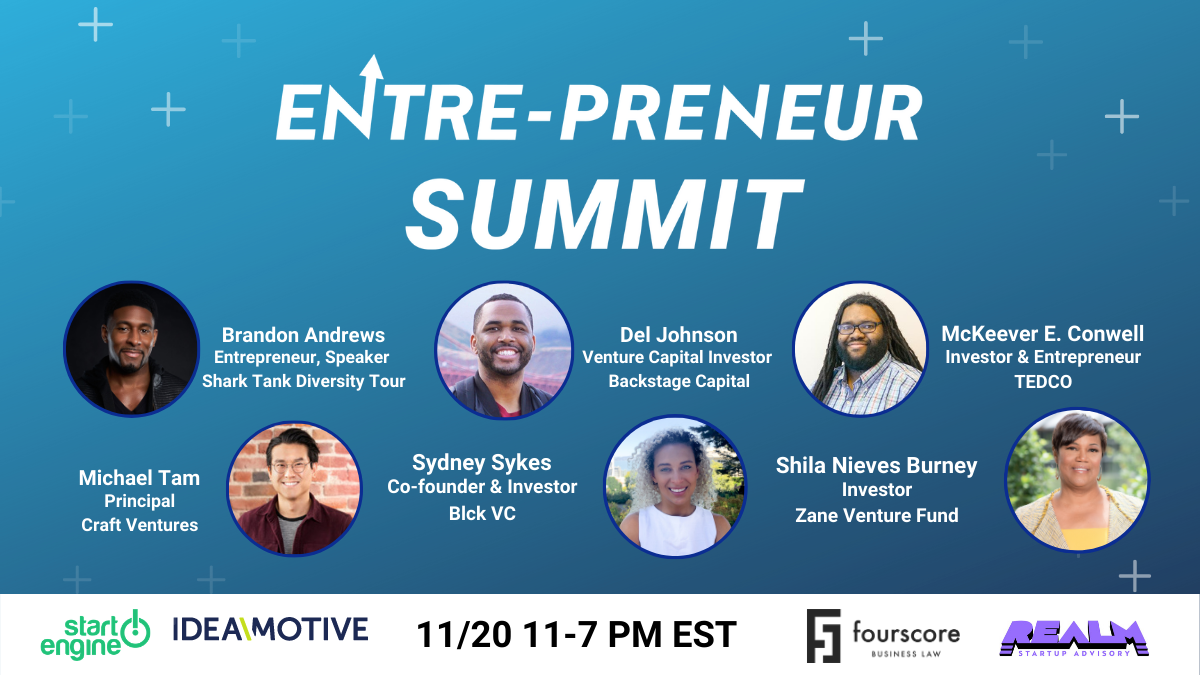 ENTRE-PRENEUR
SUMMIT
Brandon Andrews
Entrepreneur, Speaker
Shark Tank Diversity Tour
Del Johnson
Venture Capital Investor
Backstage Capital
McKeever E. Conwell
Investor & Entrepreneur
TEDCO
Michael Tam
Principal
Craft Ventures
Sydney Sykes
Co-founder & Investor
Blck VC
Shila Nieves Burney
Investor
Zane Venture Fund
start
engine
IDEA\MOTIVE
11/20 11-7 PM EST
fourscore
BUSINESS LAW
REALM
STARTUP ADVISORY